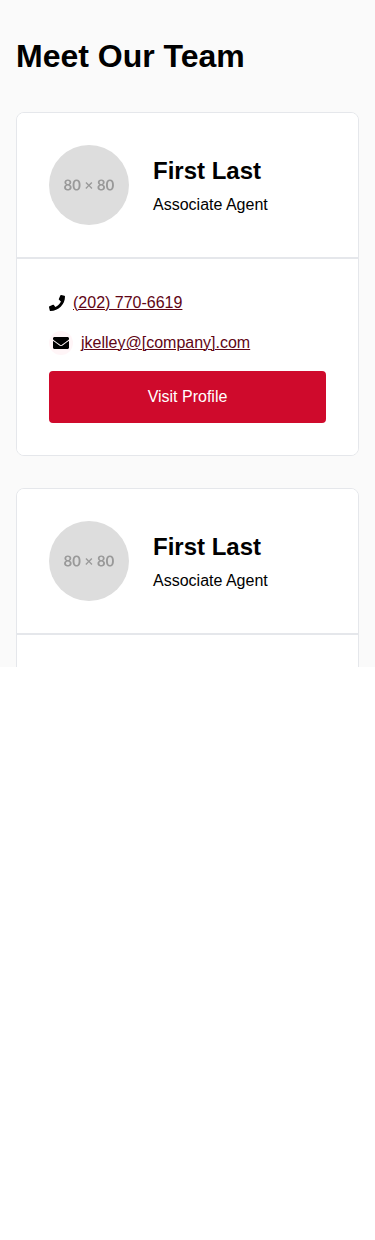 Meet Our Team
80 × 80
First Last
Associate Agent
(202) 770-6619
jkelley@[company].com
Visit Profile
80 × 80
First Last
Associate Agent